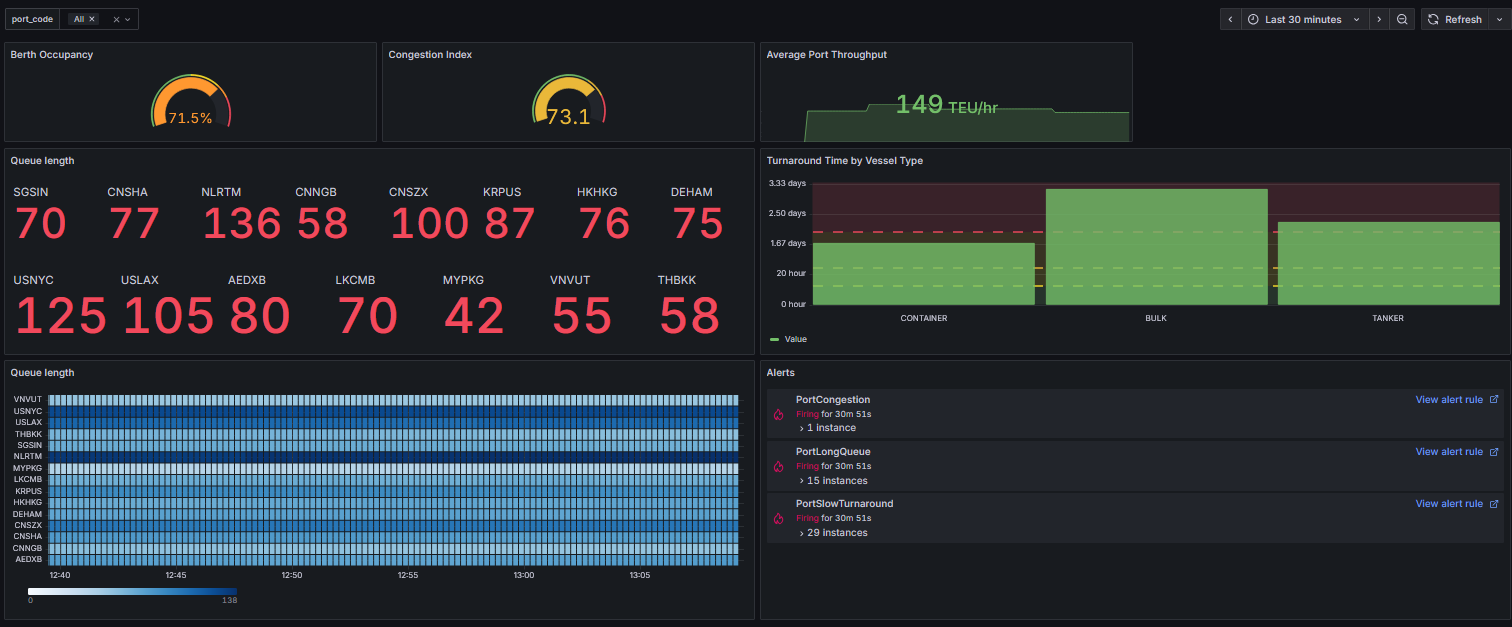 port_code All × × Last 30 minutes Refresh
Berth Occupancy
71.5%
Congestion Index
73.1
Average Port Throughput
149 TEU/hr
Queue length
SGSIN CNSHA NLRTM CNNGB CNSZX KRPUS HKHKG DEHAM
70 77 136 58 100 87 76 75
USNYC USLAX AEDXB LKCMB MYPKG VNVUT THBKK
125 105 80 70 42 55 58
Turnaround Time by Vessel Type
3.33 days
2.50 days
1.67 days
20 hour
0 hour
CONTAINER BULK TANKER
Value
Queue length
VNVUT
USNYC
USLAX
THBKK
SGSIN
NLRTM
MYPKG
LKCMB
KRPUS
HKHKG
DEHAM
CNSZX
CNSHA
CNNGB
AEDXB
12:40 12:45 12:50 12:55 13:00 13:05
0 138
Alerts
PortCongestion View alert rule
Firing for 30m 51s
1 instance
PortLongQueue View alert rule
Firing for 30m 51s
15 instances
PortSlowTurnaround View alert rule
Firing for 30m 51s
29 instances